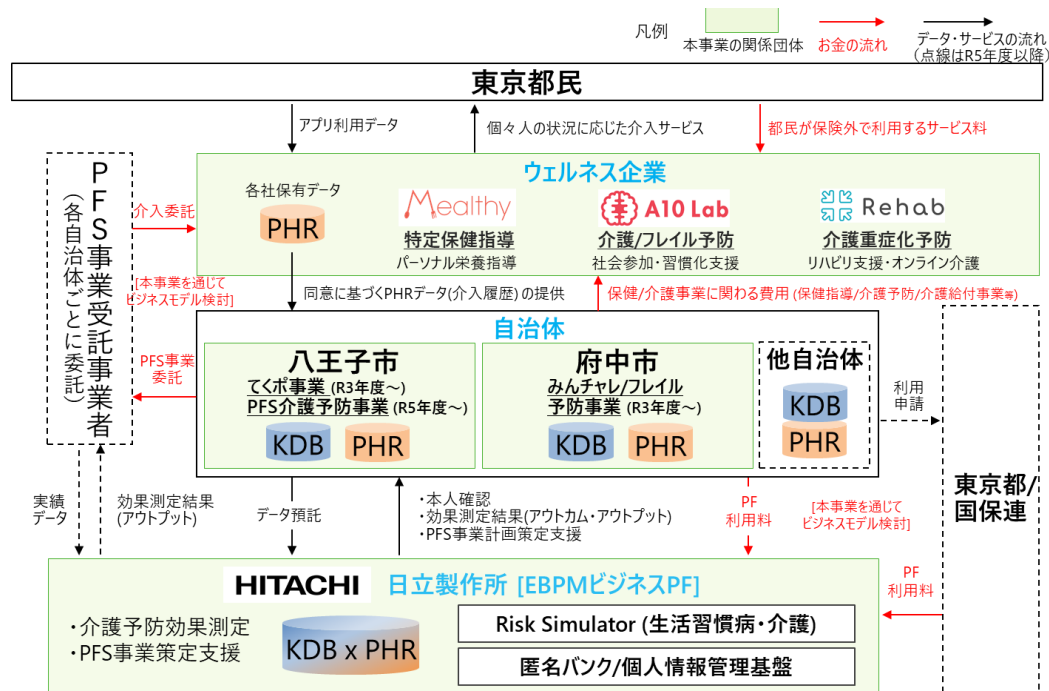 凡例
本事業の関係団体
お金の流れ
データ・サービスの流れ
(点線はR5年度以降)
東京都民
アプリ利用データ
個々人の状況に応じた介入サービス
都民が保険外で利用するサービス料
PFS事業受託事業者
(各自治体ごとに委託)
介入委託
ウェルネス企業
各社保有データ
PHR
Mealthy
特定保健指導
パーソナル栄養指導
A10 Lab
介護/フレイル予防
社会参加・習慣化支援
Rehab
介護重症化予防
リハビリ支援・オンライン介護
[本事業を通じて
ビジネスモデル検討]
同意に基づくPHRデータ(介入履歴) の提供
保健/介護事業に関わる費用 (保健指導/介護予防/介護給付事業等)
自治体
PFS事業
委託
八王子市
てくポ事業 (R3年度～)
PFS介護予防事業 (R5年度～)
KDB
PHR
府中市
みんチャレ/フレイル
予防事業 (R3年度～)
KDB
PHR
他自治体
KDB
PHR
利用
申請
東京都/
国保連
実績
データ
効果測定結果
(アウトプット)
データ預託
・本人確認
・効果測定結果(アウトカム・アウトプット)
・PFS事業計画策定支援
PF
利用料
[本事業を通じて
ビジネスモデル検討]
PF
利用料
HITACHI
日立製作所 [EBPMビジネスPF]
・介護予防効果測定
・PFS事業策定支援
KDB x PHR
Risk Simulator (生活習慣病・介護)
匿名バンク/個人情報管理基盤